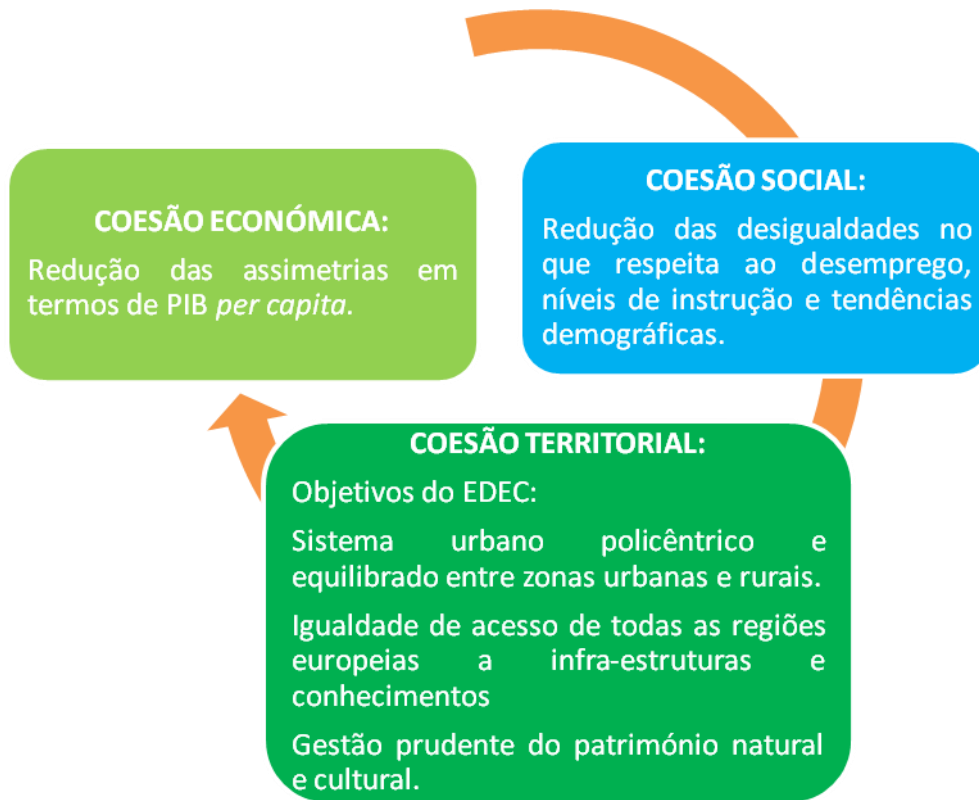 COESÃO ECONÓMICA:
Redução das assimetrias em
termos de PIB per capita.
COESÃO SOCIAL:
Redução das desigualdades no
que respeita ao desemprego,
níveis de instrução e tendências
demográficas.
COESÃO TERRITORIAL:
Objetivos do EDEC:
Sistema urbano policêntrico e
equilibrado entre zonas urbanas e rurais.
Igualdade de acesso de todas as regiões
europeias a infra-estruturas e
conhecimentos
Gestão prudente do património natural
e cultural.